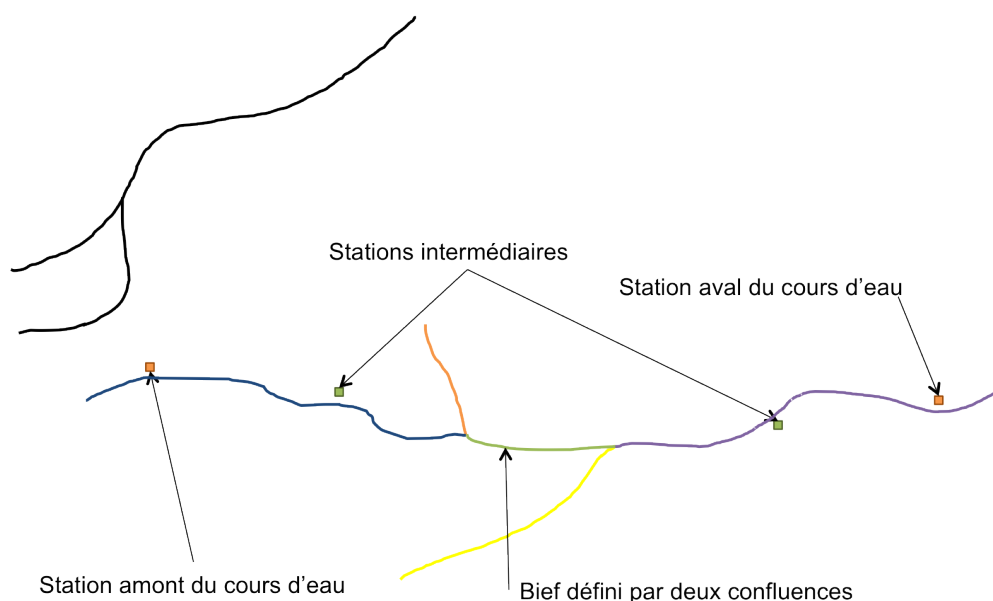 Stations intermédiaires
Station aval du cours d’eau
Station amont du cours d’eau
Bief défini par deux confluences